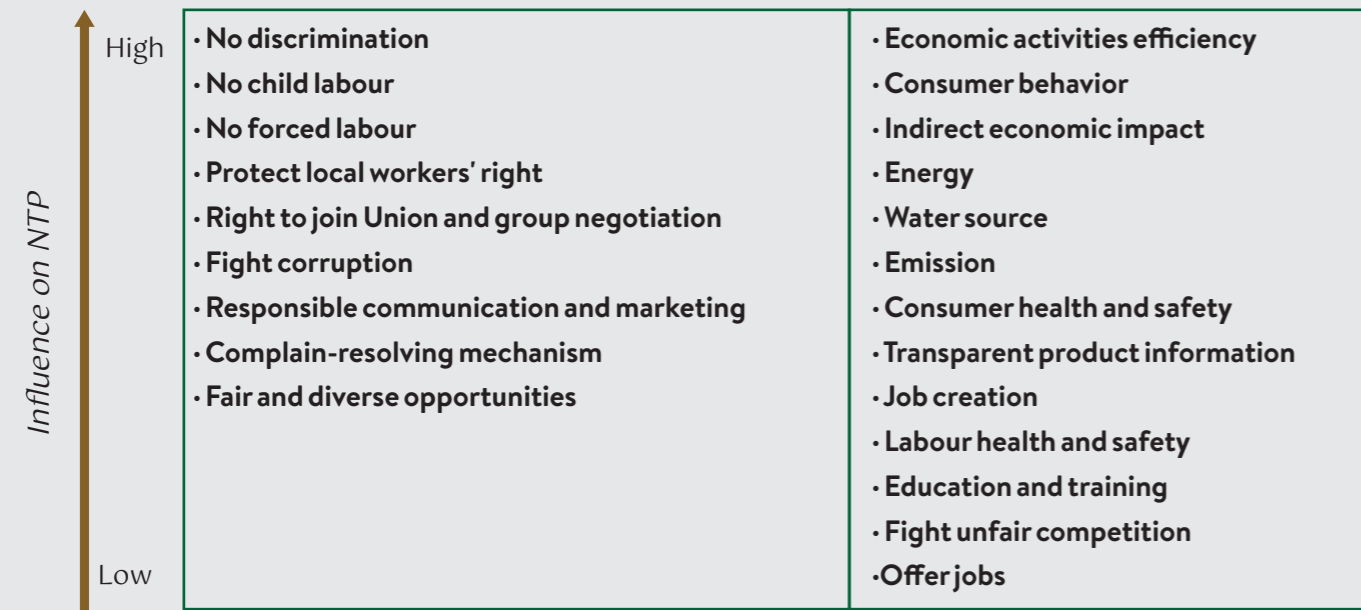 Influence on NTP
High
Low
· No discrimination
· No child labour
· No forced labour
· Protect local workers' right
· Right to join Union and group negotiation
· Fight corruption
· Responsible communication and marketing
· Complain-resolving mechanism
· Fair and diverse opportunities
· Economic activities efficiency
· Consumer behavior
· Indirect economic impact
· Energy
· Water source
· Emission
· Consumer health and safety
· Transparent product information
· Job creation
· Labour health and safety
· Education and training
· Fight unfair competition
·Offer jobs